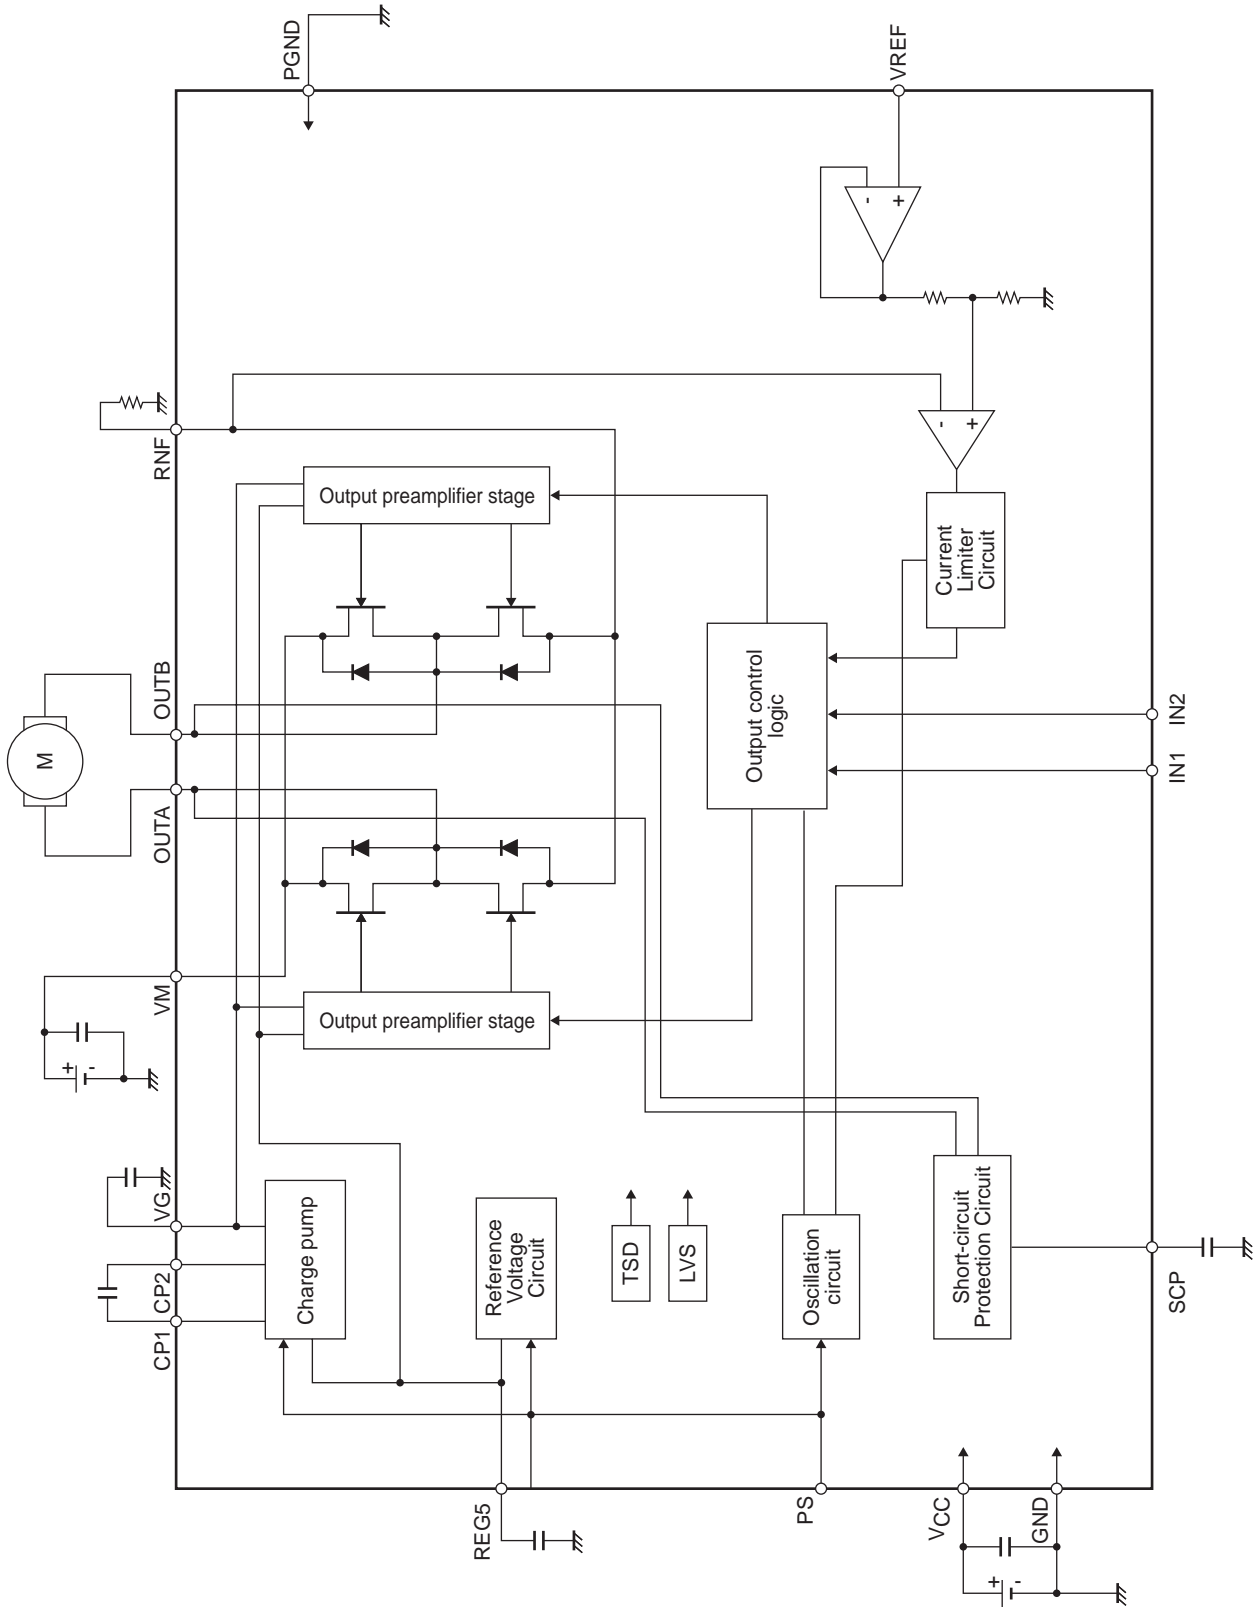 PGND
VREF
-
+
RNF
Output preamplifier stage
-
+
Current
Limiter
Circuit
OUTB
M
OUTA
Output control
logic
IN2
IN1
VM
+ -
Output preamplifier stage
VG
CP2
CP1
Charge pump
Reference
Voltage
Circuit
TSD
LVS
Oscillation
circuit
Short-circuit
Protection Circuit
SCP
REG5
PS
VCC
GND
+ -